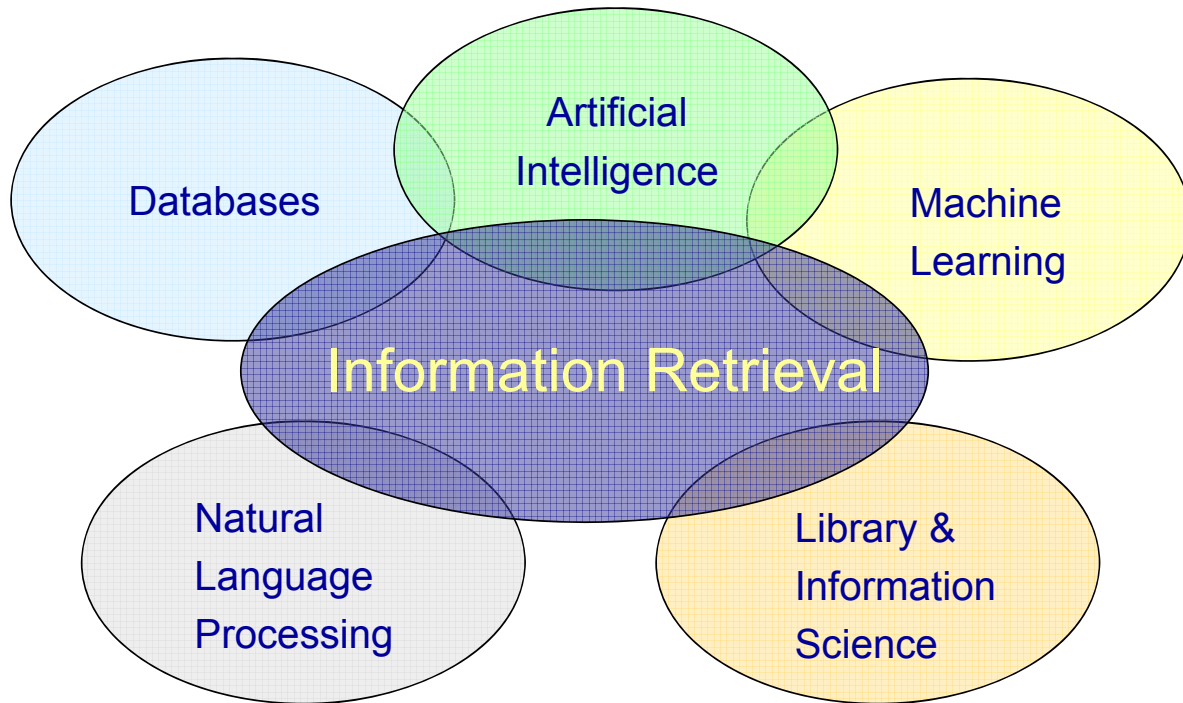 Artificial
Intelligence
Databases
Machine
Learning
Information Retrieval
Natural
Language
Processing
Library &
Information
Science